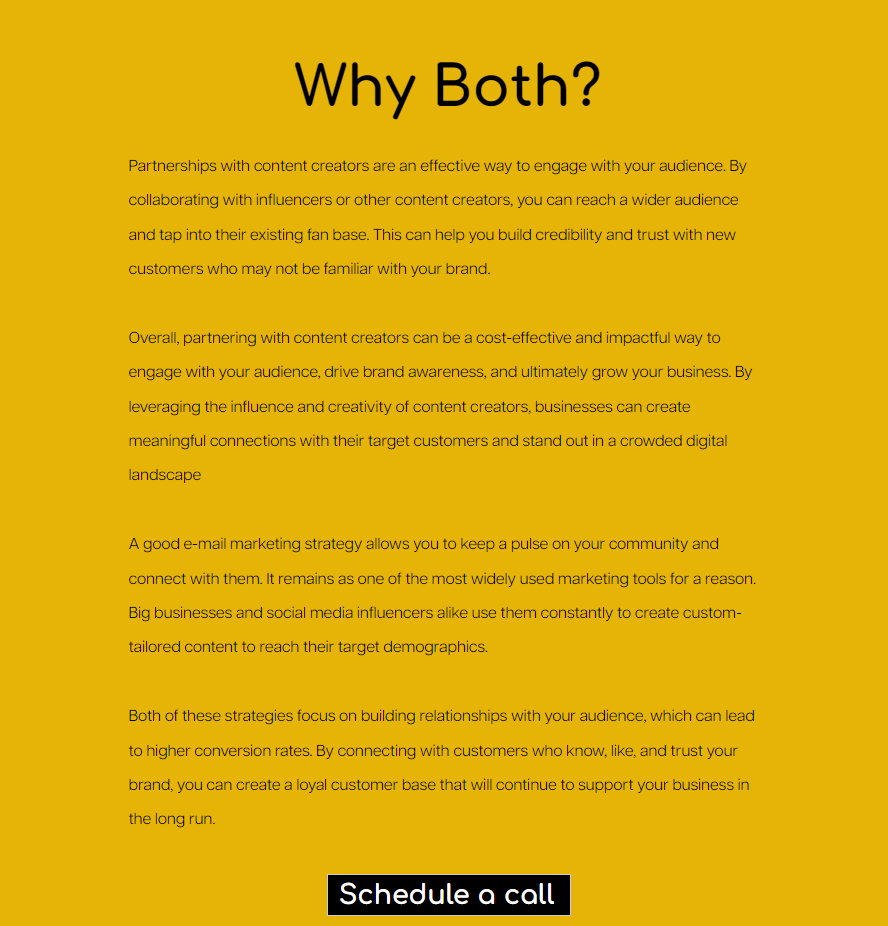 Why Both?
Partnerships with content creators are an effective way to engage with your audience. By
collaborating with influencers or other content creators, you can reach a wider audience
and tap into their existing fan base. This can help you build credibility and trust with new
customers who may not be familiar with your brand.
Overall, partnering with content creators can be a cost-effective and impactful way to
engage with your audience, drive brand awareness, and ultimately grow your business. By
leveraging the influence and creativity of content creators, businesses can create
meaningful connections with their target customers and stand out in a crowded digital
landscape
A good e-mail marketing strategy allows you to keep a pulse on your community and
connect with them. It remains as one of the most widely used marketing tools for a reason.
Big businesses and social media influencers alike use them constantly to create custom-
tailored content to reach their target demographics.
Both of these strategies focus on building relationships with your audience, which can lead
to higher conversion rates. By connecting with customers who know, like, and trust your
brand, you can create a loyal customer base that will continue to support your business in
the long run.
Schedule a call